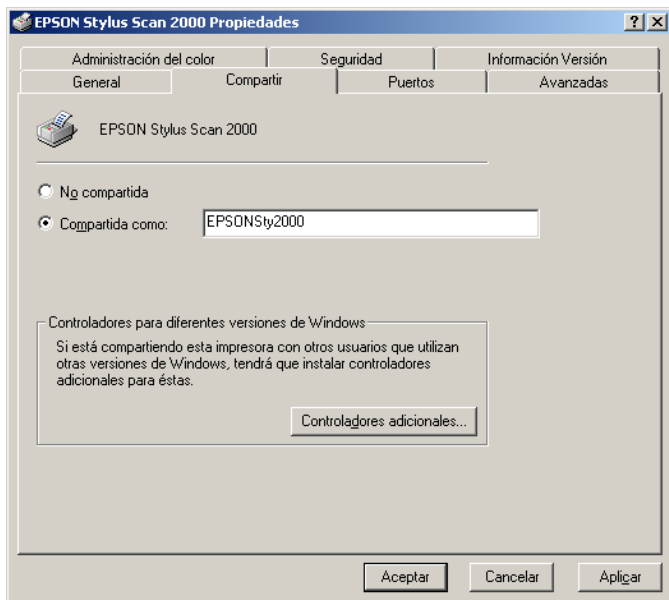 EPSON Stylus Scan 2000 Propiedades
Administración del color Seguridad Información Versión
General Compartir Puertos Avanzadas
EPSON Stylus Scan 2000
No compartida
Compartida como: EPSONSty2000
Controladores para diferentes versiones de Windows
Si está compartiendo esta impresora con otros usuarios que utilizan
otras versiones de Windows, tendrá que instalar controladores
adicionales para éstas.
Controladores adicionales...
Aceptar Cancelar Aplicar